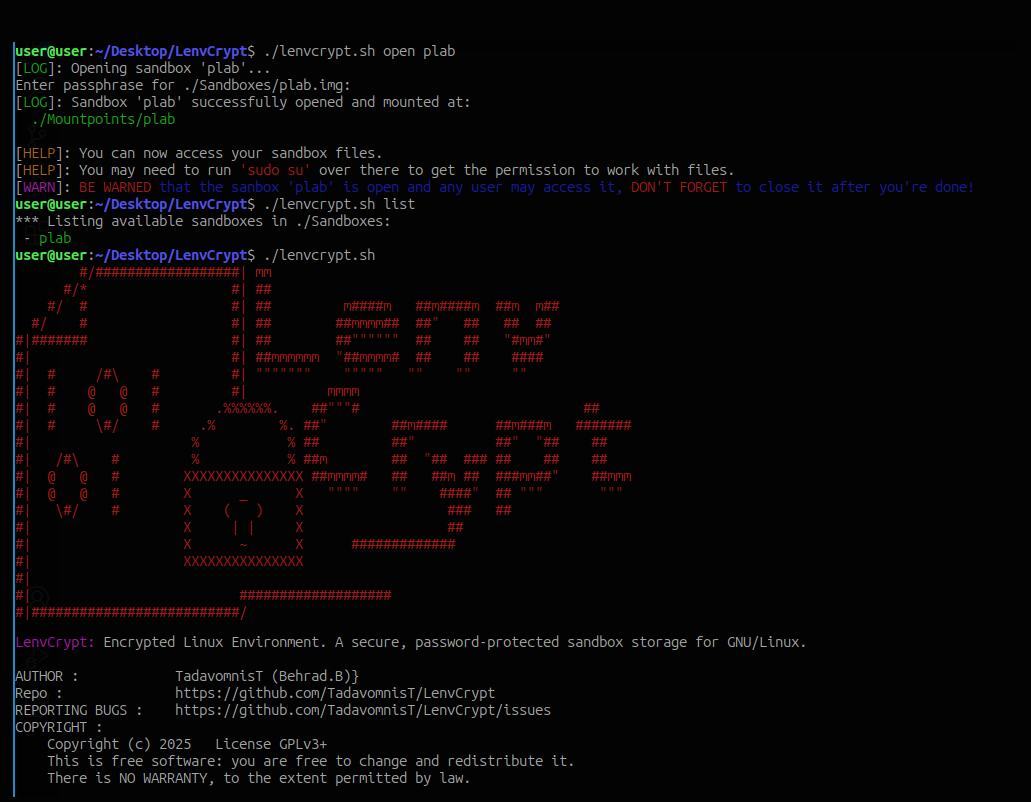 user@user:~/Desktop/LenvCrypt$ ./lenvcrypt.sh open plab
[LOG]: Opening sandbox 'plab'...
Enter passphrase for ./Sandboxes/plab.img:
[LOG]: Sandbox 'plab' successfully opened and mounted at:
  ./Mountpoints/plab

[HELP]: You can now access your sandbox files.
[HELP]: You may need to run 'sudo su' over there to get the permission to work with files.
[WARN]: BE WARNED that the sanbox 'plab' is open and any user may access it, DON'T FORGET to close it after you're done!
user@user:~/Desktop/LenvCrypt$ ./lenvcrypt.sh list
*** Listing available sandboxes in ./Sandboxes:
 - plab
user@user:~/Desktop/LenvCrypt$ ./lenvcrypt.sh
Len
Crypt
LenvCrypt: Encrypted Linux Environment. A secure, password-protected sandbox storage for GNU/Linux.

AUTHOR :            TadavomnisT (Behrad.B)}
Repo :              https://github.com/TadavomnisT/LenvCrypt
REPORTING BUGS :    https://github.com/TadavomnisT/LenvCrypt/issues
COPYRIGHT :
    Copyright (c) 2025   License GPLv3+
    This is free software: you are free to change and redistribute it.
    There is NO WARRANTY, to the extent permitted by law.